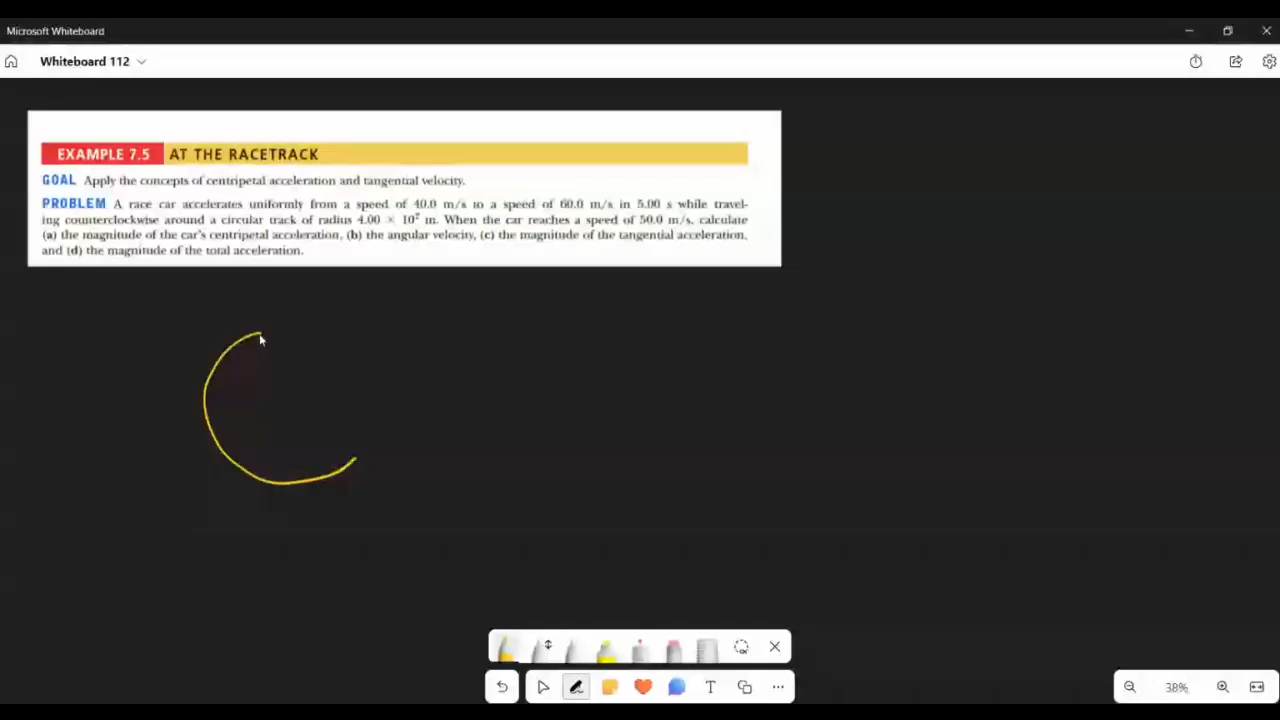 Microsoft Whiteboard
Whiteboard 112
EXAMPLE 7.5 AT THE RACETRACK
GOAL Apply the concepts of centripetal acceleration and tangential velocity.
PROBLEM A race car accelerates uniformly from a speed of 40.0 m/s to a speed of 60.0 m/s in 5.00 s while travel-
ing counterclockwise around a circular track of radius 4.00 × 10² m. When the car reaches a speed of 50.0 m/s, calculate
(a) the magnitude of the car's centripetal acceleration, (b) the angular velocity, (c) the magnitude of the tangential acceleration,
and (d) the magnitude of the total acceleration.
T
38%